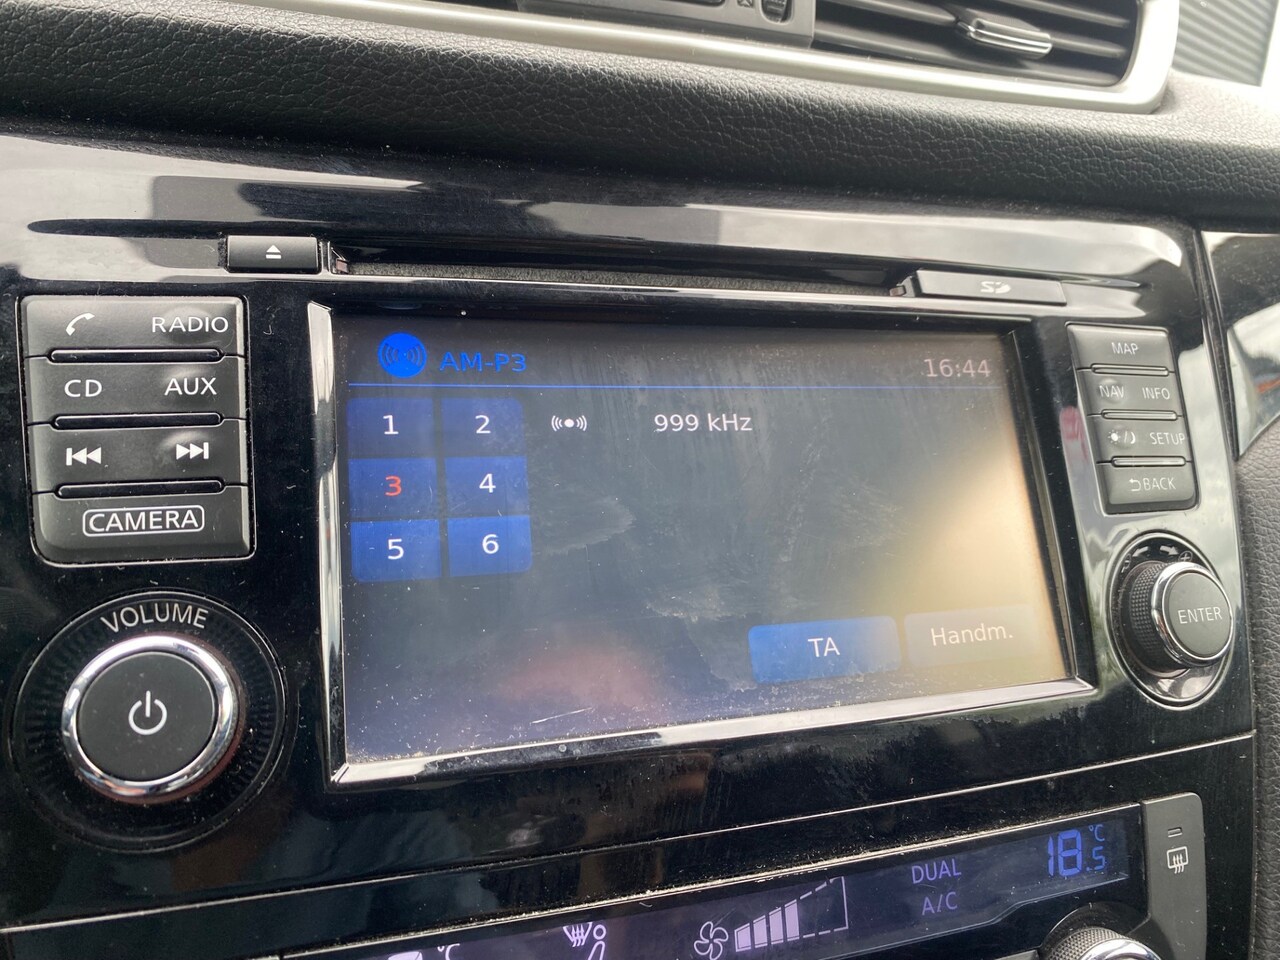 RADIO
CD AUX
CAMERA
VOLUME
AM-P3 16:44
1 2 999 kHz
3 4
5 6
TA Handm.
SD
MAP
NAV INFO
SETUP
BACK
ENTER
DUAL 18.5 °C
A/C
°C